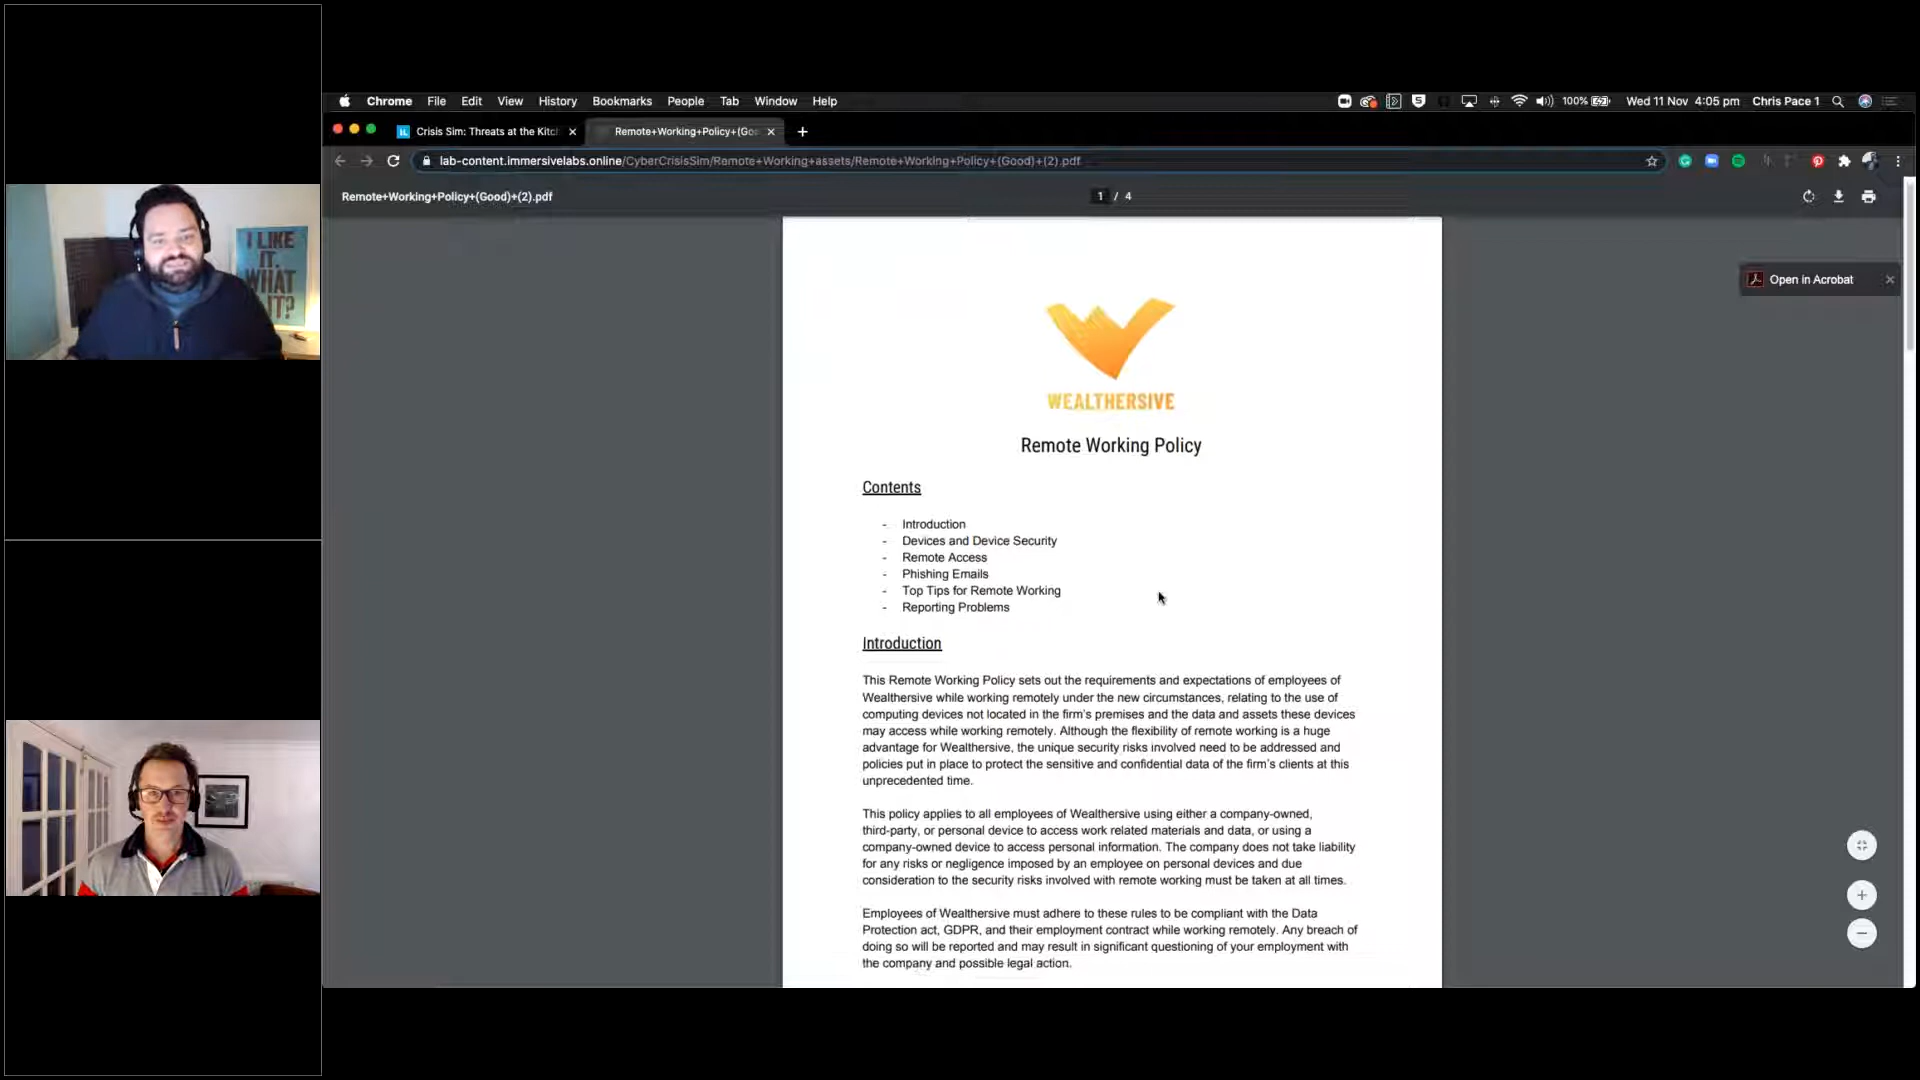 Chrome File Edit View History Bookmarks People Tab Window Help 100% Wed 11 Nov 4:05 pm Chris Pace 1
Crisis Sim: Threats at the Kitch Remote+Working+Policy+(Goo
lab-content.immersivelabs.online/CyberCrisisSim/Remote+Working+assets/Remote+Working+Policy+(Good)+(2).pdf
Remote+Working+Policy+(Good)+(2).pdf 1 / 4
I LIKE
IT.
WHAT
IT?
Open in Acrobat
WEALTHERSIVE
Remote Working Policy
Contents
- Introduction
- Devices and Device Security
- Remote Access
- Phishing Emails
- Top Tips for Remote Working
- Reporting Problems
Introduction
This Remote Working Policy sets out the requirements and expectations of employees of
Wealthersive while working remotely under the new circumstances, relating to the use of
computing devices not located in the firm's premises and the data and assets these devices
may access while working remotely. Although the flexibility of remote working is a huge
advantage for Wealthersive, the unique security risks involved need to be addressed and
policies put in place to protect the sensitive and confidential data of the firm's clients at this
unprecedented time.
This policy applies to all employees of Wealthersive using either a company-owned,
third-party, or personal device to access work related materials and data, or using a
company-owned device to access personal information. The company does not take liability
for any risks or negligence imposed by an employee on personal devices and due
consideration to the security risks involved with remote working must be taken at all times.
Employees of Wealthersive must adhere to these rules to be compliant with the Data
Protection act, GDPR, and their employment contract while working remotely. Any breach of
doing so will be reported and may result in significant questioning of your employment with
the company and possible legal action.